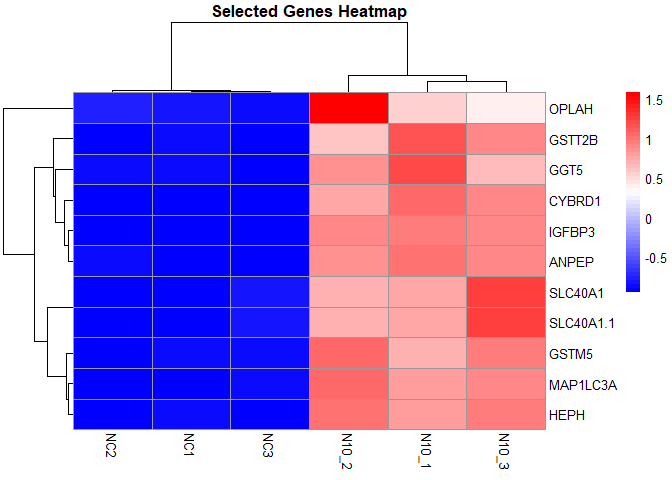 Selected Genes Heatmap
OPLAH
GSTT2B
GGT5
CYBRD1
IGFBP3
ANPEP
SLC40A1
SLC40A1.1
GSTM5
MAP1LC3A
HEPH
NC2
NC1
NC3
N10_2
N10_1
N10_3
1.5
1
0.5
0
-0.5